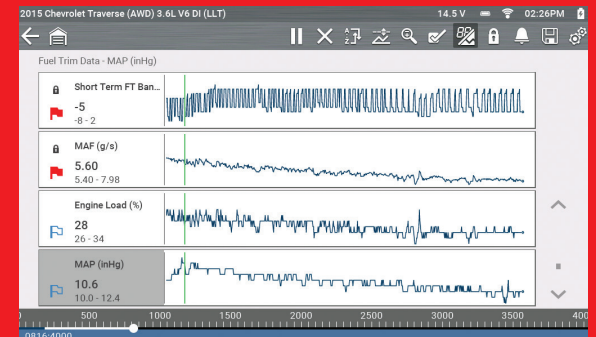 2015 Chevrolet Traverse (AWD) 3.6L V6 DI (LLT) 14.5 V 02:26PM
Fuel Trim Data - MAP (inHg)
Short Term FT Ban...
-5
-8 - 2
MAF (g/s)
5.60
5.40 - 7.98
Engine Load (%)
28
26 - 34
MAP (inHg)
10.6
10.0 - 12.4
0 500 1000 1500 2000 2500 3000 3500 400
0816:4000